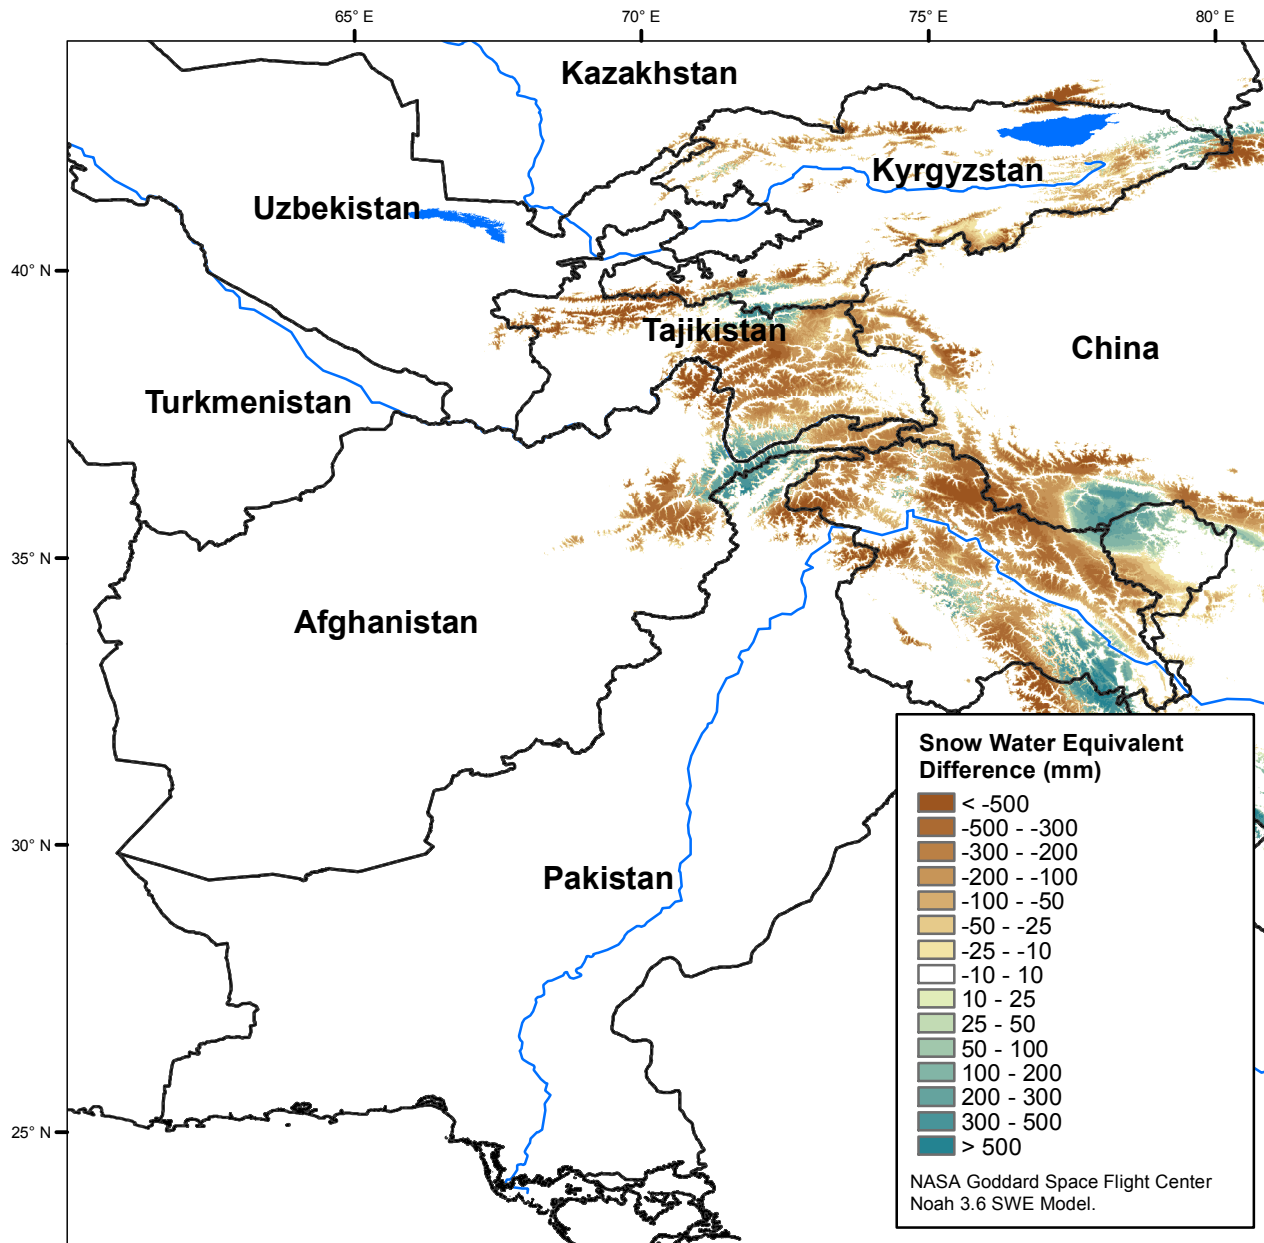 65° E
70° E
75° E
80° E
Kazakhstan
Kyrgyzstan
Uzbekistan
40° N
Tajikistan
China
Turkmenistan
35° N
Afghanistan
Snow Water Equivalent
Difference (mm)
< -500
-500 - -300
-300 - -200
-200 - -100
-100 - -50
-50 - -25
-25 - -10
-10 - 10
10 - 25
25 - 50
50 - 100
100 - 200
200 - 300
300 - 500
> 500
NASA Goddard Space Flight Center
Noah 3.6 SWE Model.
30° N
Pakistan
25° N